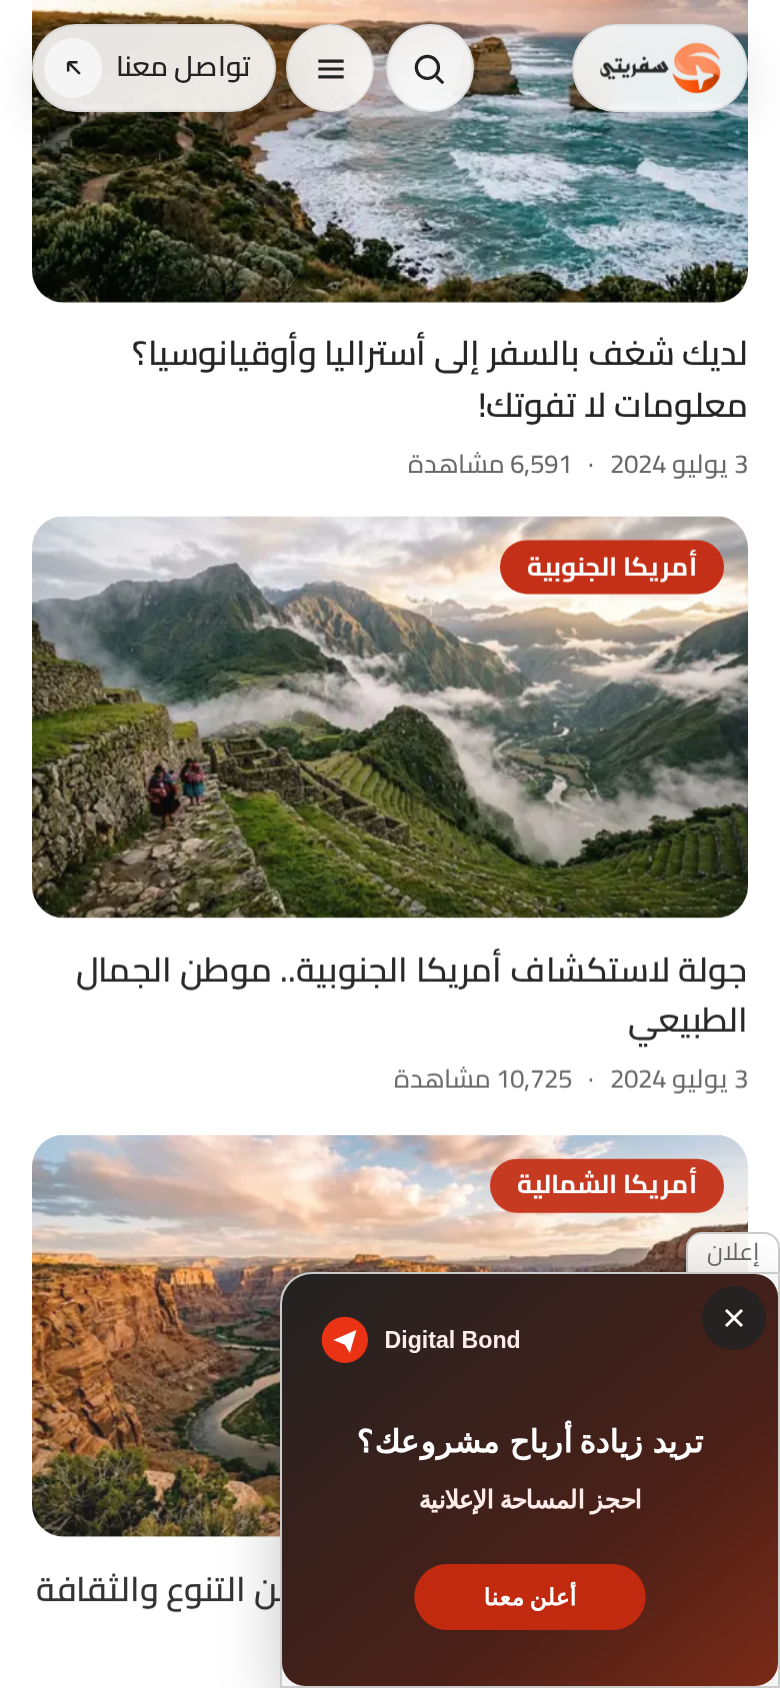 سفريتي
تواصل معنا
لديك شغف بالسفر إلى أستراليا وأوقيانوسيا؟
معلومات لا تفوتك!
3 يوليو 2024 · 6,591 مشاهدة
أمريكا الجنوبية
جولة لاستكشاف أمريكا الجنوبية.. موطن الجمال
الطبيعي
3 يوليو 2024 · 10,725 مشاهدة
أمريكا الشمالية
إعلان
Digital Bond
تريد زيادة أرباح مشروعك؟
احجز المساحة الإعلانية
أعلن معنا
التنوع والثقافة